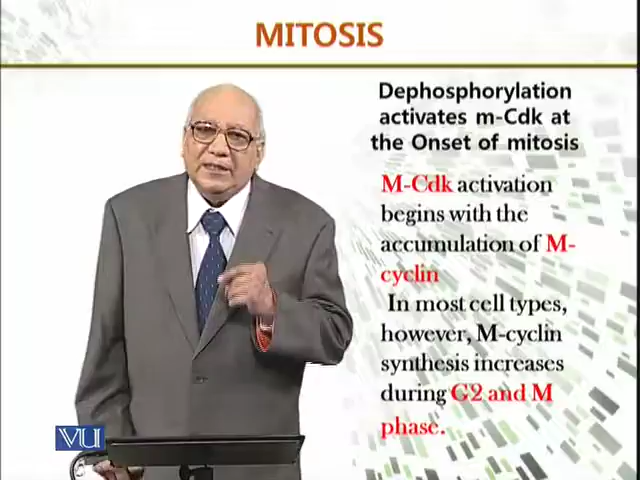 MITOSIS
Dephosphorylation
activates m-Cdk at
the Onset of mitosis
M-Cdk activation
begins with the
accumulation of M-
cyclin
In most cell types,
however, M-cyclin
synthesis increases
during G2 and M
phase.
VU